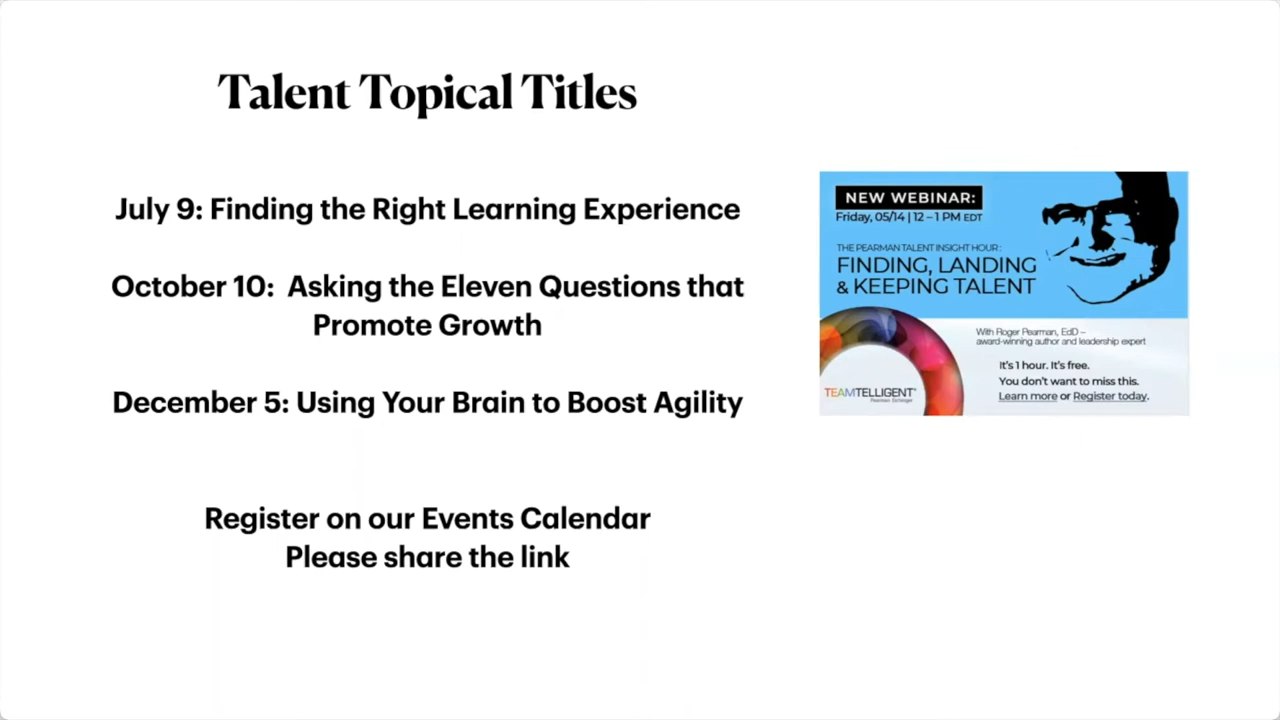 Talent Topical Titles
July 9: Finding the Right Learning Experience
October 10:  Asking the Eleven Questions that
Promote Growth
December 5: Using Your Brain to Boost Agility
Register on our Events Calendar
Please share the link
NEW WEBINAR:
Friday, 05/14 | 12 – 1 PM EDT
THE PEARMAN TALENT INSIGHT HOUR :
FINDING, LANDING
& KEEPING TALENT
With Roger Pearman, EdD –
award-winning author and leadership expert
It's 1 hour. It's free.
You don't want to miss this.
Learn more or Register today.
TEAMTELLIGENT
Pearman Eichinger